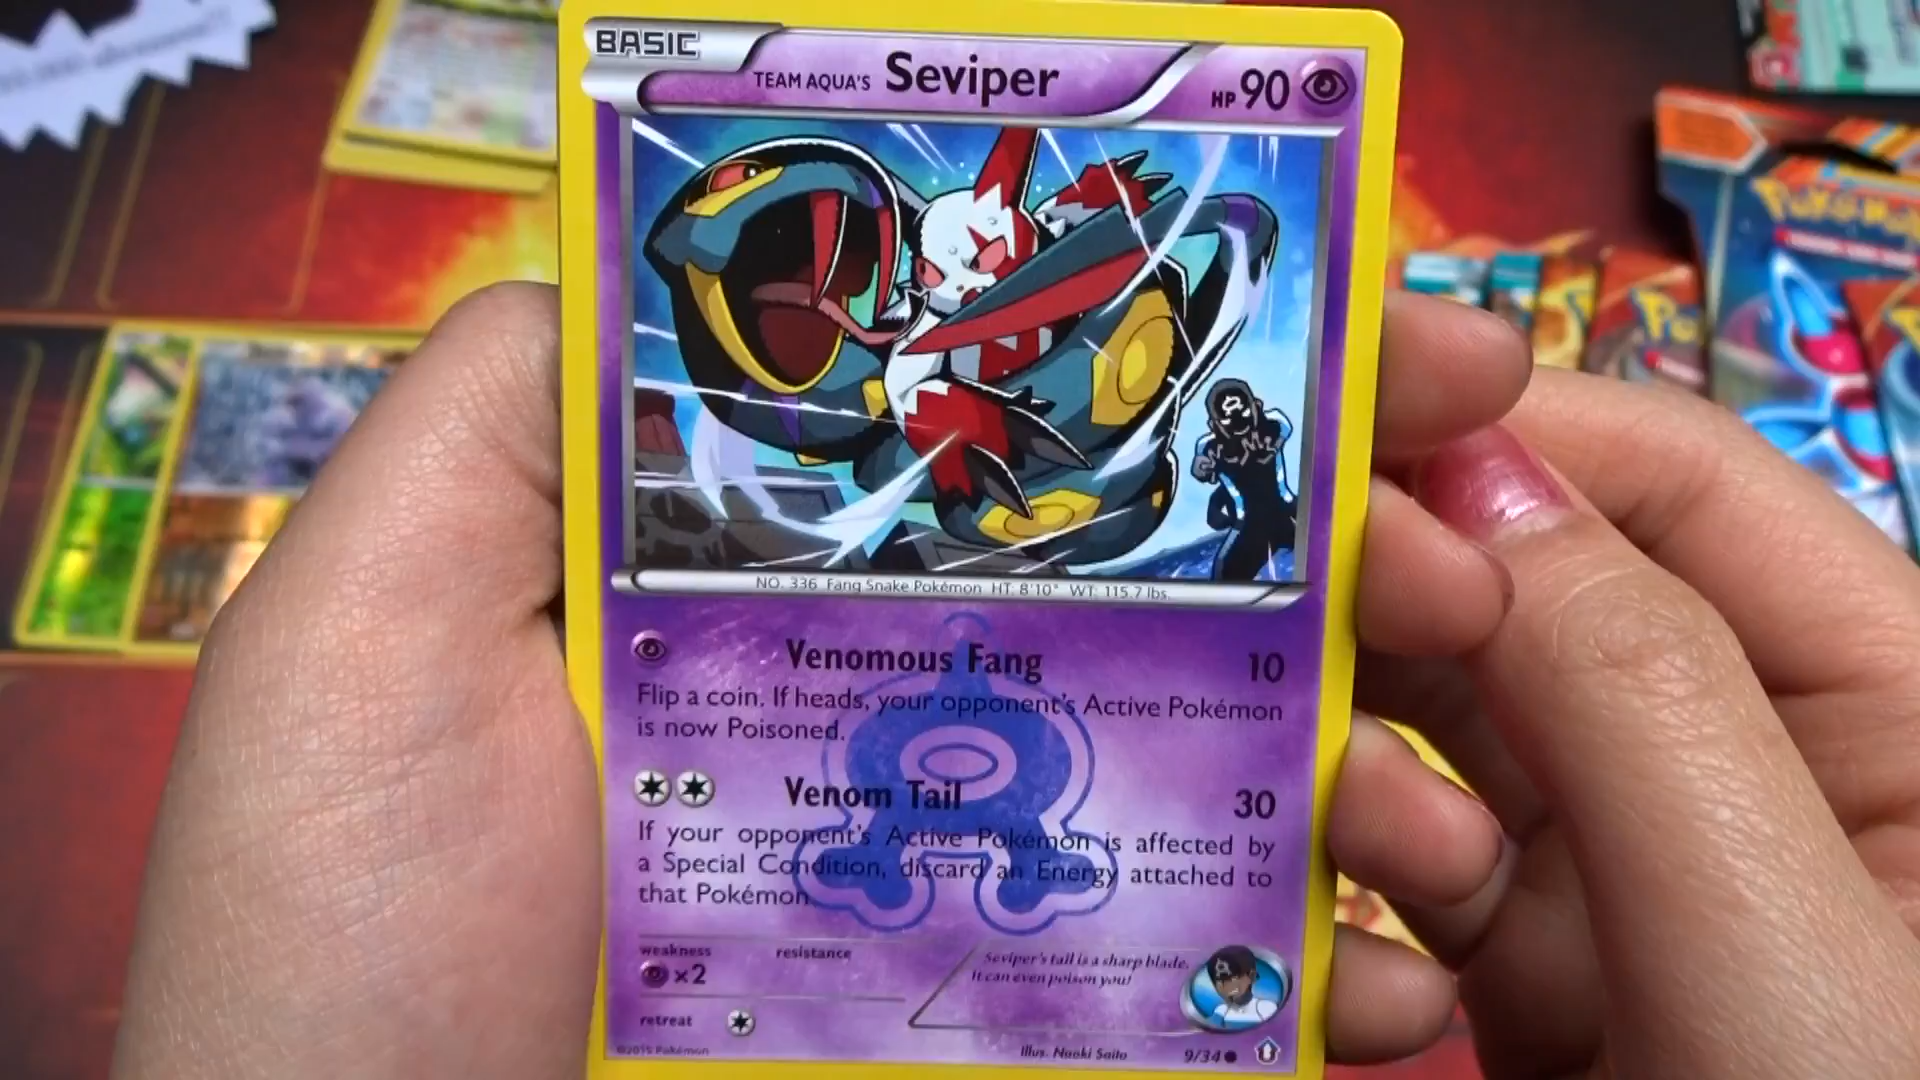 BASIC
TEAM AQUA'S Seviper HP 90
NO. 336 Fang Snake Pokémon HT: 8'10" WT: 115.7 lbs.
Venomous Fang 10
Flip a coin. If heads, your opponent's Active Pokémon
is now Poisoned.
Venom Tail 30
If your opponent's Active Pokémon is affected by
a Special Condition, discard an Energy attached to
that Pokémon.
weakness resistance
×2
Seviper's tail is a sharp blade.
It can even poison you!
retreat
©2015 Pokémon
Illus. Naoki Saito
9/34